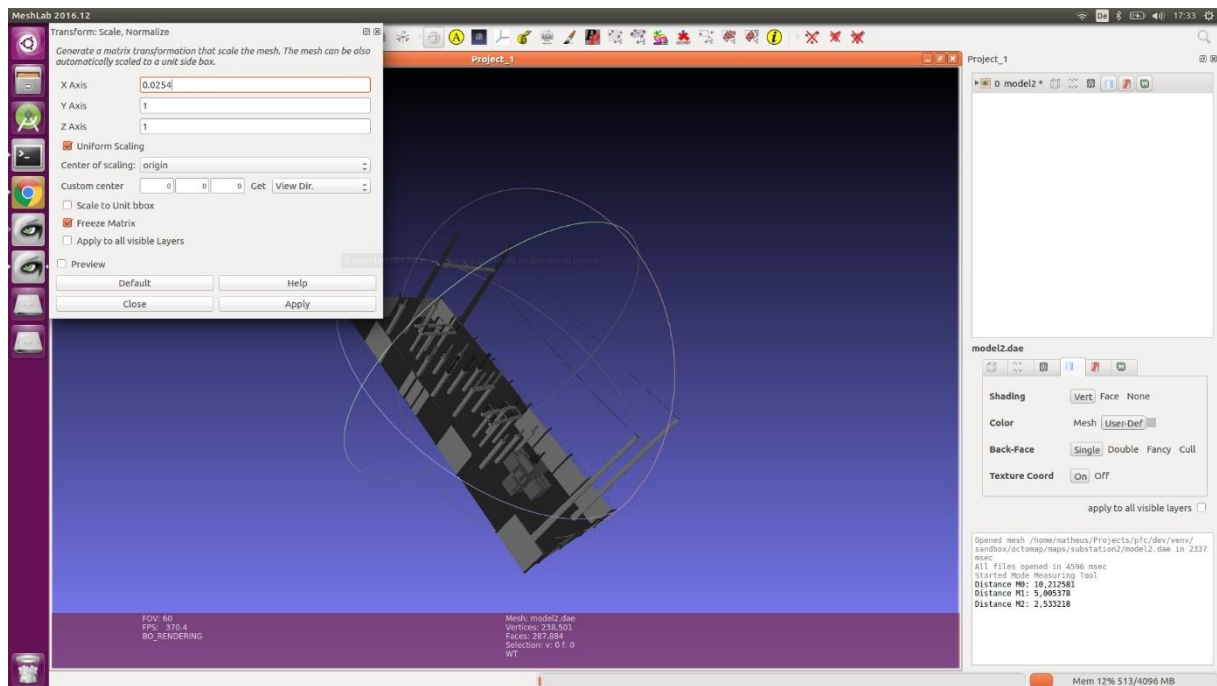 MeshLab 2016.12
De
17:33
Transform: Scale, Normalize
Generate a matrix transformation that scale the mesh. The mesh can be also
automatically scaled to a unit side box.
X Axis 0.0254
Y Axis 1
Z Axis 1
Uniform Scaling
Center of scaling: origin
Custom center 0 0 0 Get View Dir.
Scale to Unit bbox
Freeze Matrix
Apply to all visible Layers
Preview
Default Help
Close Apply
Project_1
FOV: 60
FPS: 370.4
BO_RENDERING
Mesh: model2.dae
Vertices: 238.501
Faces: 287.884
Selection: v: 0 f: 0
WT
Project_1
0 model2 *
model2.dae
Shading Vert Face None
Color Mesh User-Def
Back-Face Single Double Fancy Cull
Texture Coord On Off
apply to all visible layers
Opened mesh /home/matheus/Projects/pfc/dev/venv/
sandbox/octomap/maps/substation2/model2.dae in 2337
msec
All files opened in 4596 msec
Started Mode Measuring Tool
Distance M0: 10,212581
Distance M1: 5,005378
Distance M2: 2,533218
Mem 12% 513/4096 MB